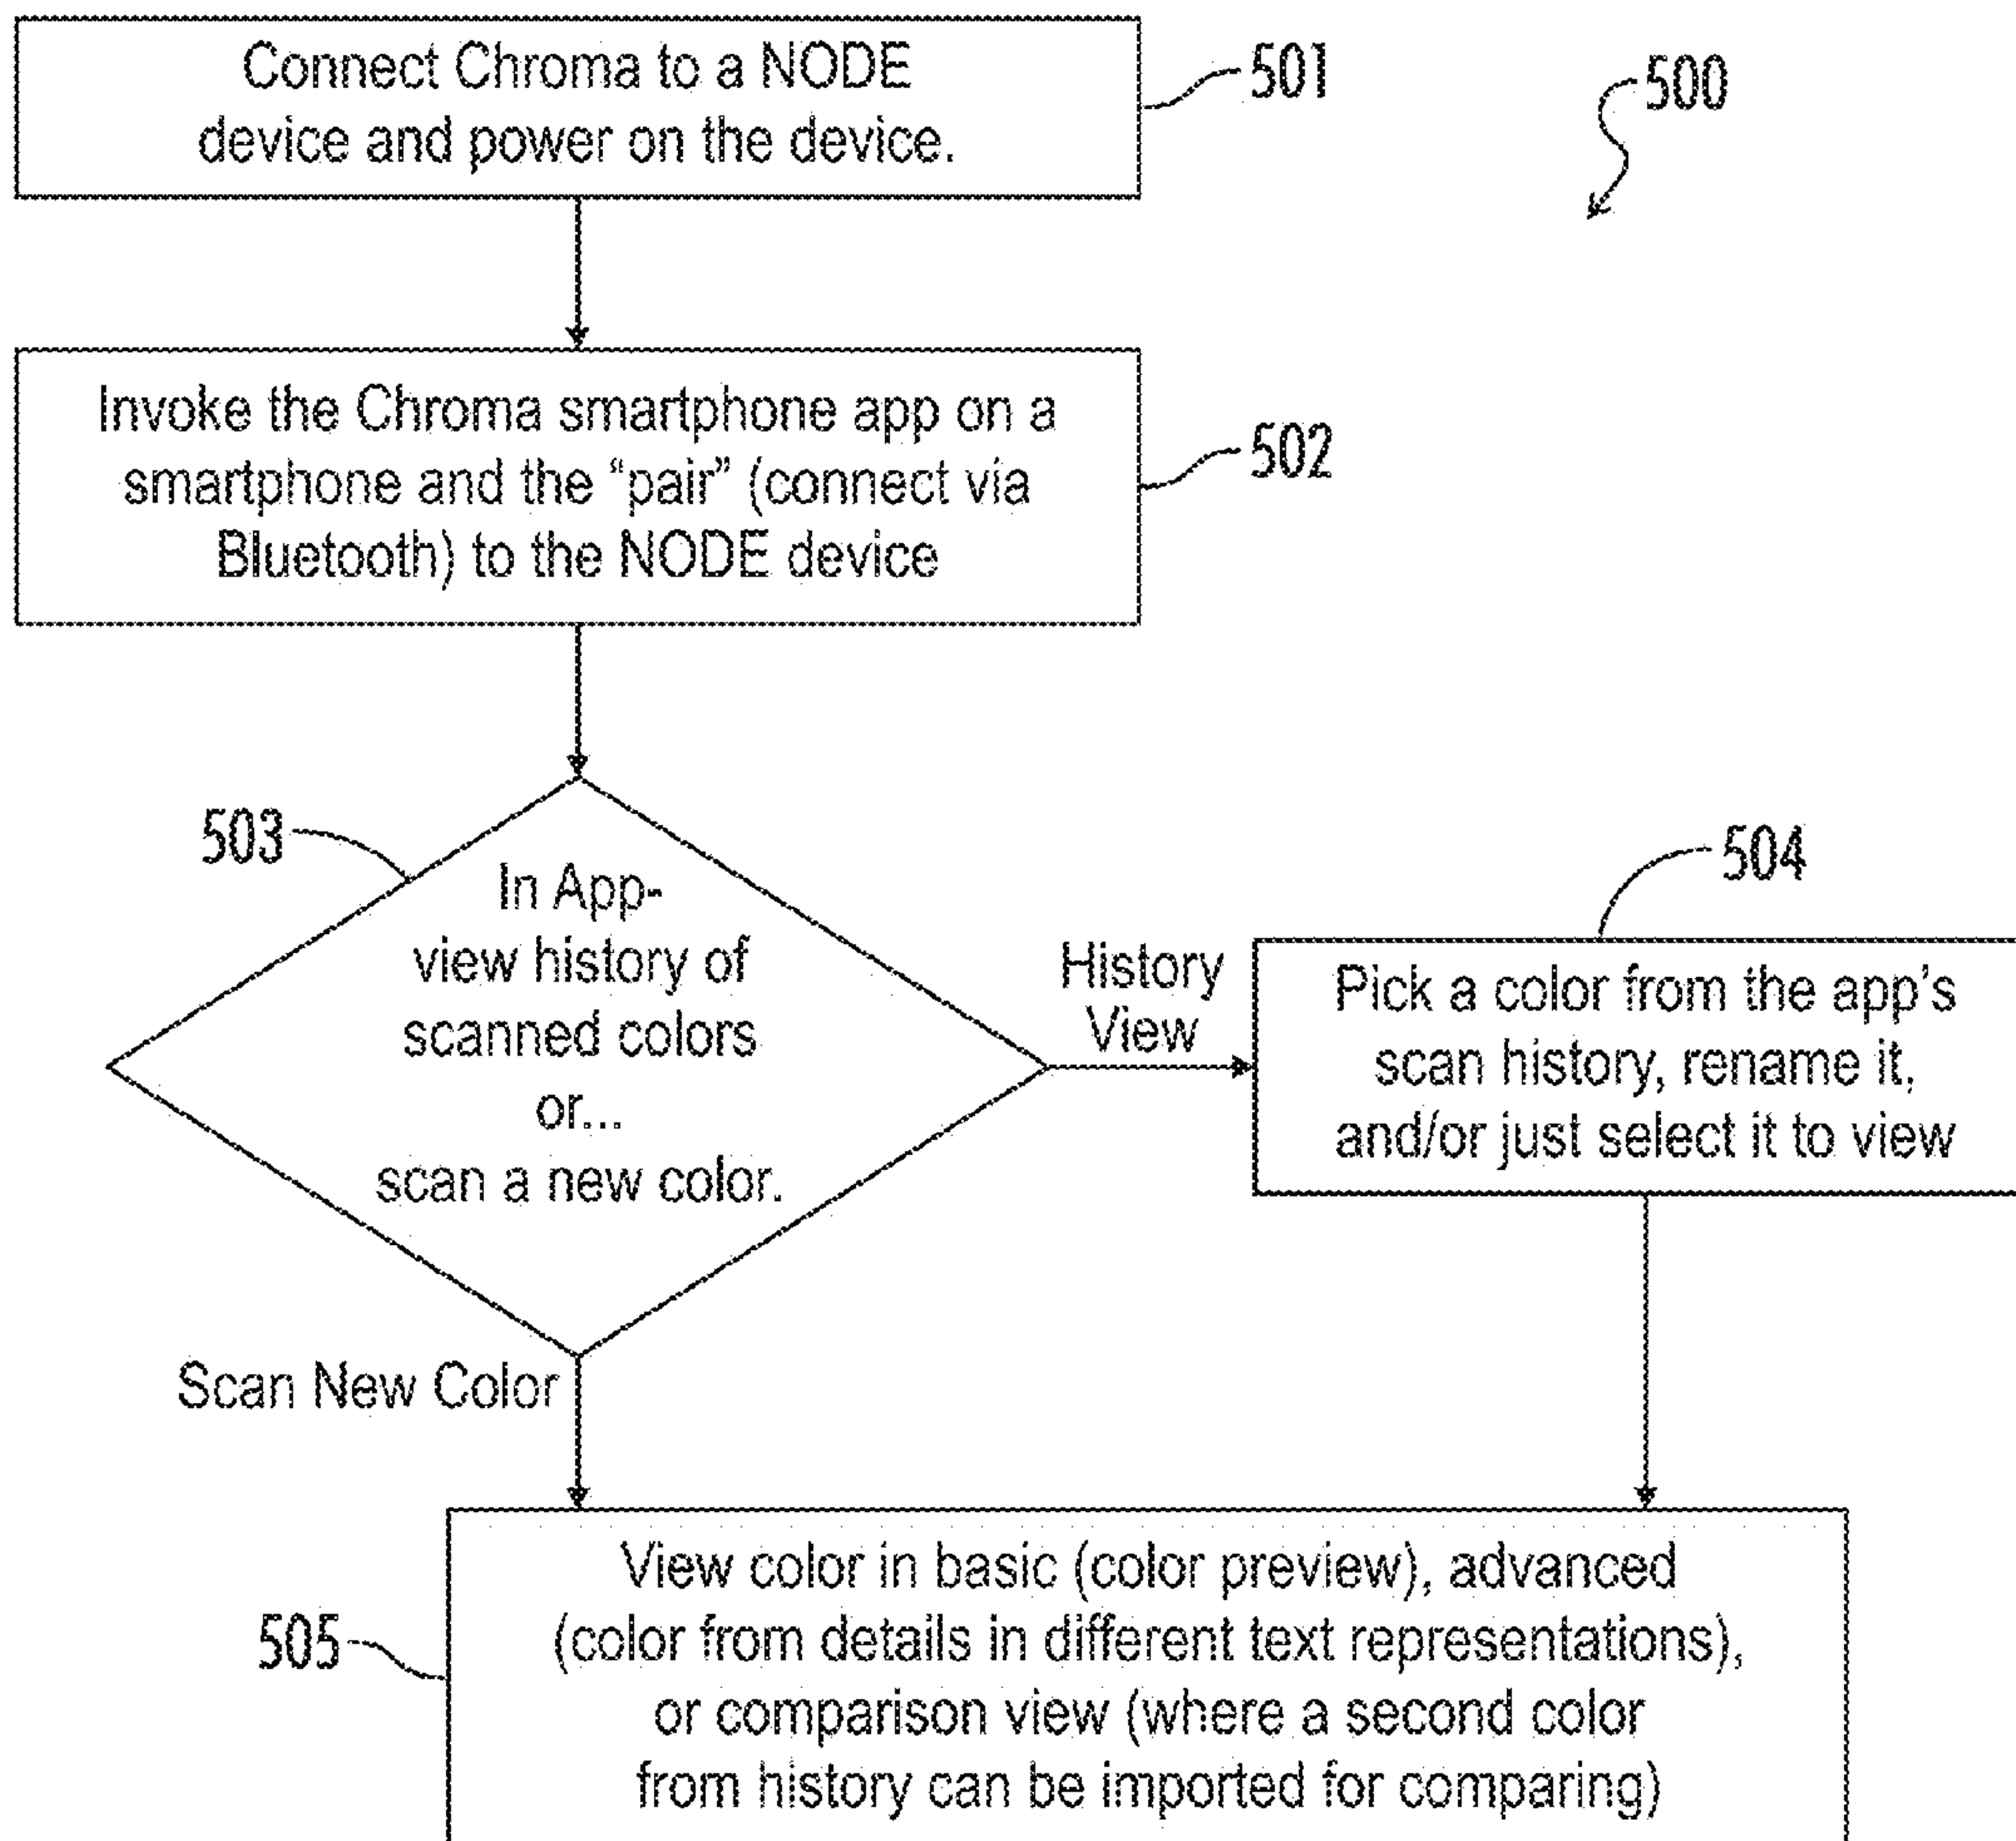 Connect Chroma to a NODE
device and power on the device.
501
500
Invoke the Chroma smartphone app on a
smartphone and the “pair” (connect via
Bluetooth) to the NODE device
502
503
In App-
view history of
scanned colors
or...
scan a new color.
History
View
504
Pick a color from the app's
scan history, rename it,
and/or just select it to view
Scan New Color
505
View color in basic (color preview), advanced
(color from details in different text representations),
or comparison view (where a second color
from history can be imported for comparing)